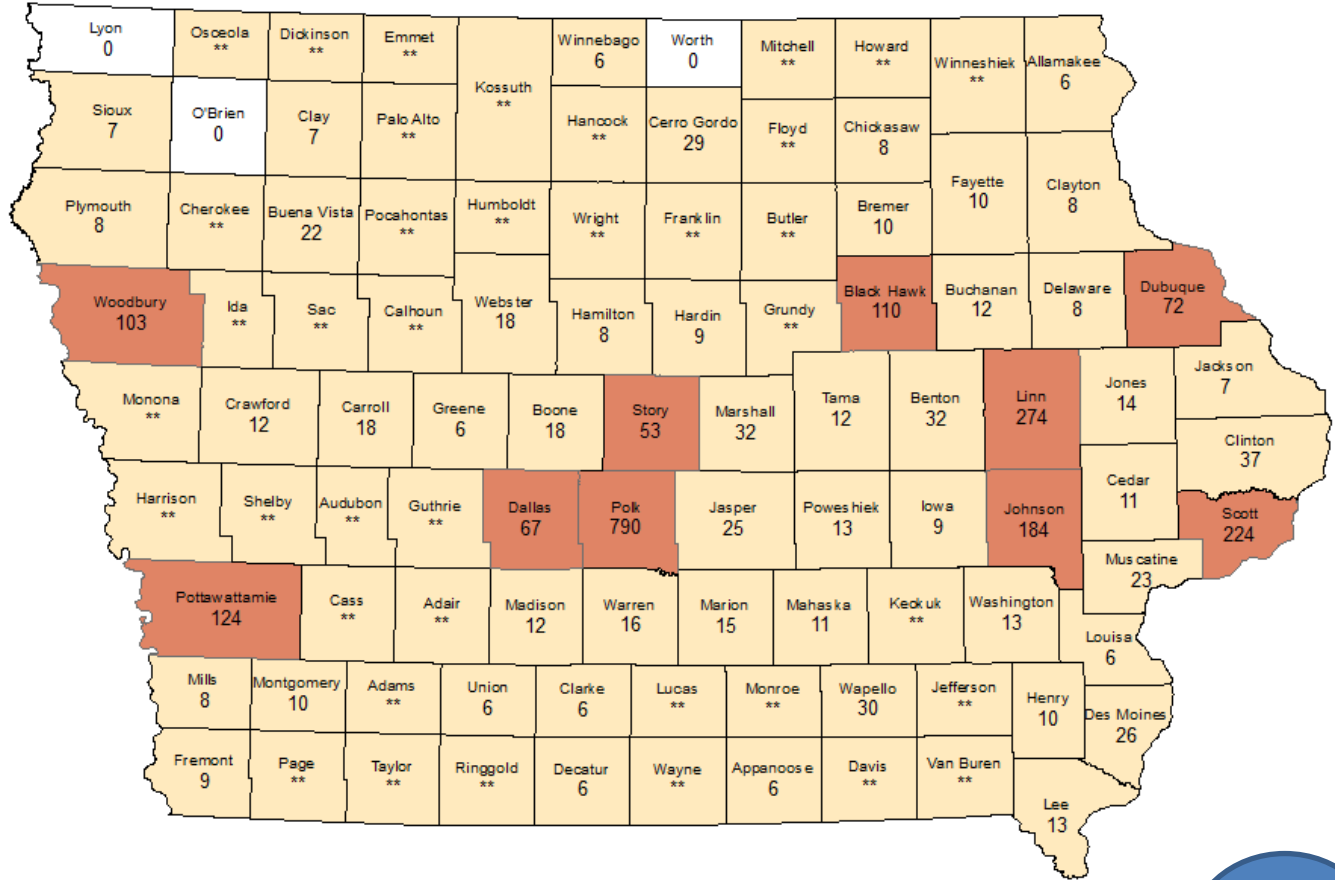 Lyon
0
Osceola
**
Dickinson
**
Emmet
**
Kossuth
**
Winnebago
6
Worth
0
Mitchell
**
Howard
**
Winneshiek
**
Allamakee
6
Sioux
7
O'Brien
0
Clay
7
Palo Alto
**
Hancock
**
Cerro Gordo
29
Floyd
**
Chickasaw
8
Fayette
10
Clayton
8
Plymouth
8
Cherokee
**
Buena Vista
22
Pocahontas
**
Humboldt
**
Wright
**
Franklin
**
Butler
**
Bremer
10
Woodbury
103
Ida
**
Sac
**
Calhoun
**
Webster
18
Hamilton
8
Hardin
9
Grundy
**
Black Hawk
110
Buchanan
12
Delaware
8
Dubuque
72
Monona
**
Crawford
12
Carroll
18
Greene
6
Boone
18
Story
53
Marshall
32
Tama
12
Benton
32
Linn
274
Jones
14
Jackson
7
Clinton
37
Harrison
**
Shelby
**
Audubon
**
Guthrie
**
Dallas
67
Polk
790
Jasper
25
Poweshiek
13
Iowa
9
Johnson
184
Cedar
11
Scott
224
Muscatine
23
Pottawattamie
124
Cass
**
Adair
**
Madison
12
Warren
16
Marion
15
Mahaska
11
Keokuk
**
Washington
13
Louisa
6
Mills
8
Montgomery
10
Adams
**
Union
6
Clarke
6
Lucas
**
Monroe
**
Wapello
30
Jefferson
**
Henry
10
Des Moines
26
Fremont
9
Page
**
Taylor
**
Ringgold
**
Decatur
6
Wayne
**
Appanoose
6
Davis
**
Van Buren
**
Lee
13